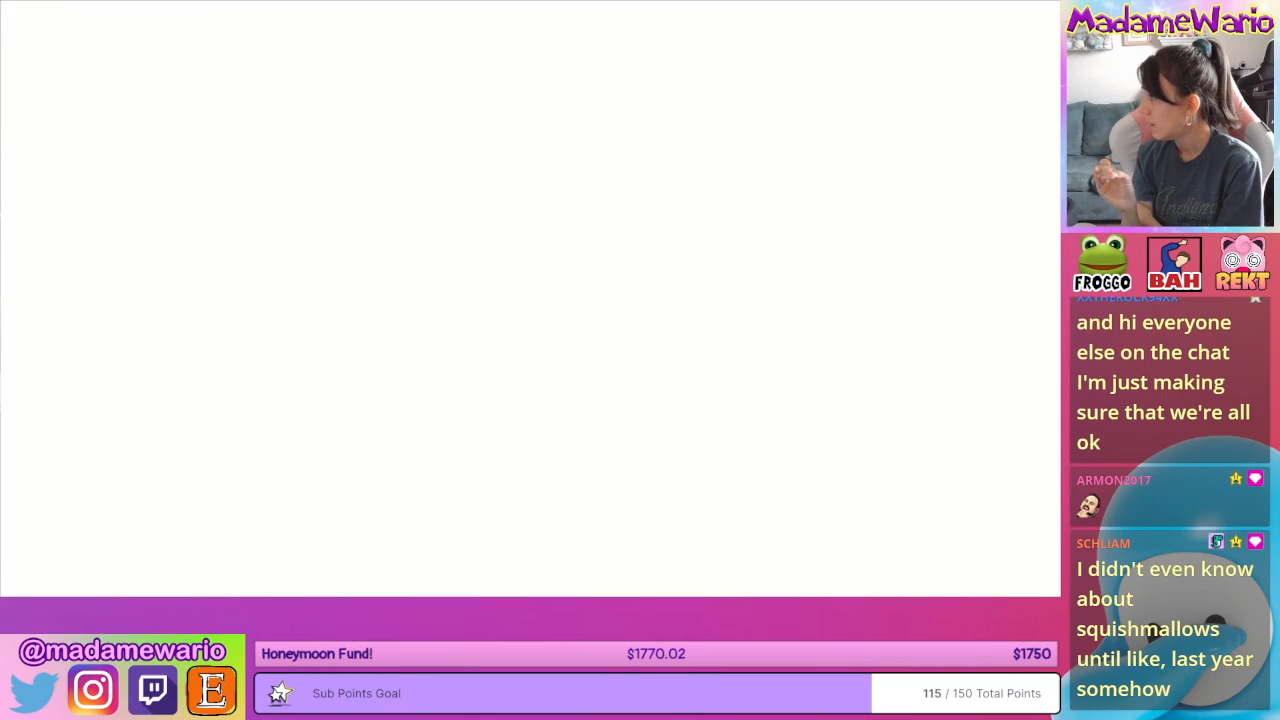 MadameWario
FROGGO
BAH
REKT
XXTHEROCK94XX
and hi everyone
else on the chat
I'm just making
sure that we're all
ok
ARMON2017
SCHLIAM
I didn't even know
about
squishmallows
until like, last year
somehow
@madamewario
E
Honeymoon Fund!
$1770.02
$1750
Sub Points Goal
115 / 150 Total Points